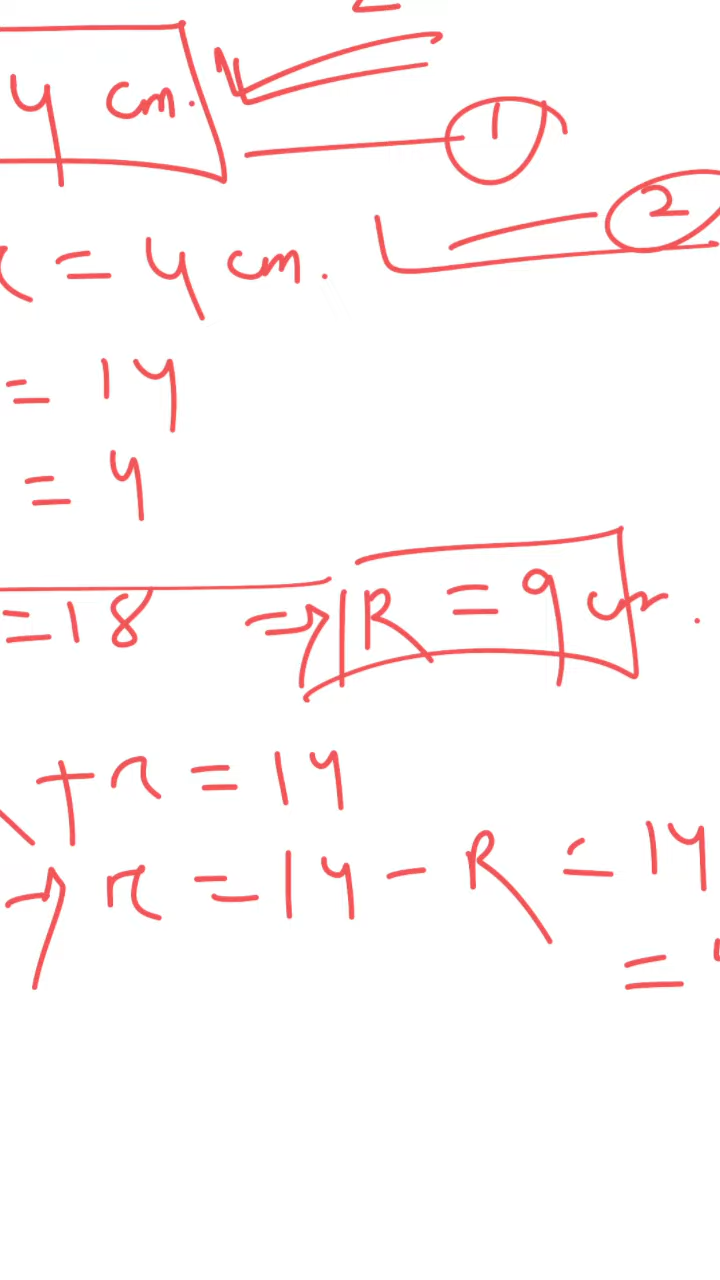 4 cm.
1
2
r = 4 cm.
= 14
= 4
= 18 ⇒ R = 9 cm.
+ r = 14
→ r = 14 - R = 14
=